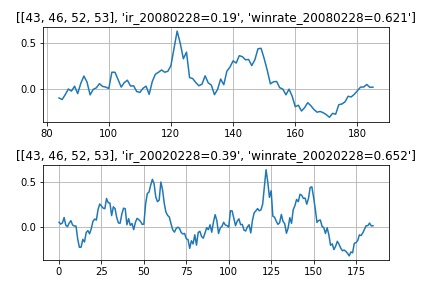 [[43, 46, 52, 53], 'ir_20080228=0.19', 'winrate_20080228=0.621']
0.5
0.0
80 100 120 140 160 180
[[43, 46, 52, 53], 'ir_20020228=0.39', 'winrate_20020228=0.652']
0.5
0.0
0 25 50 75 100 125 150 175